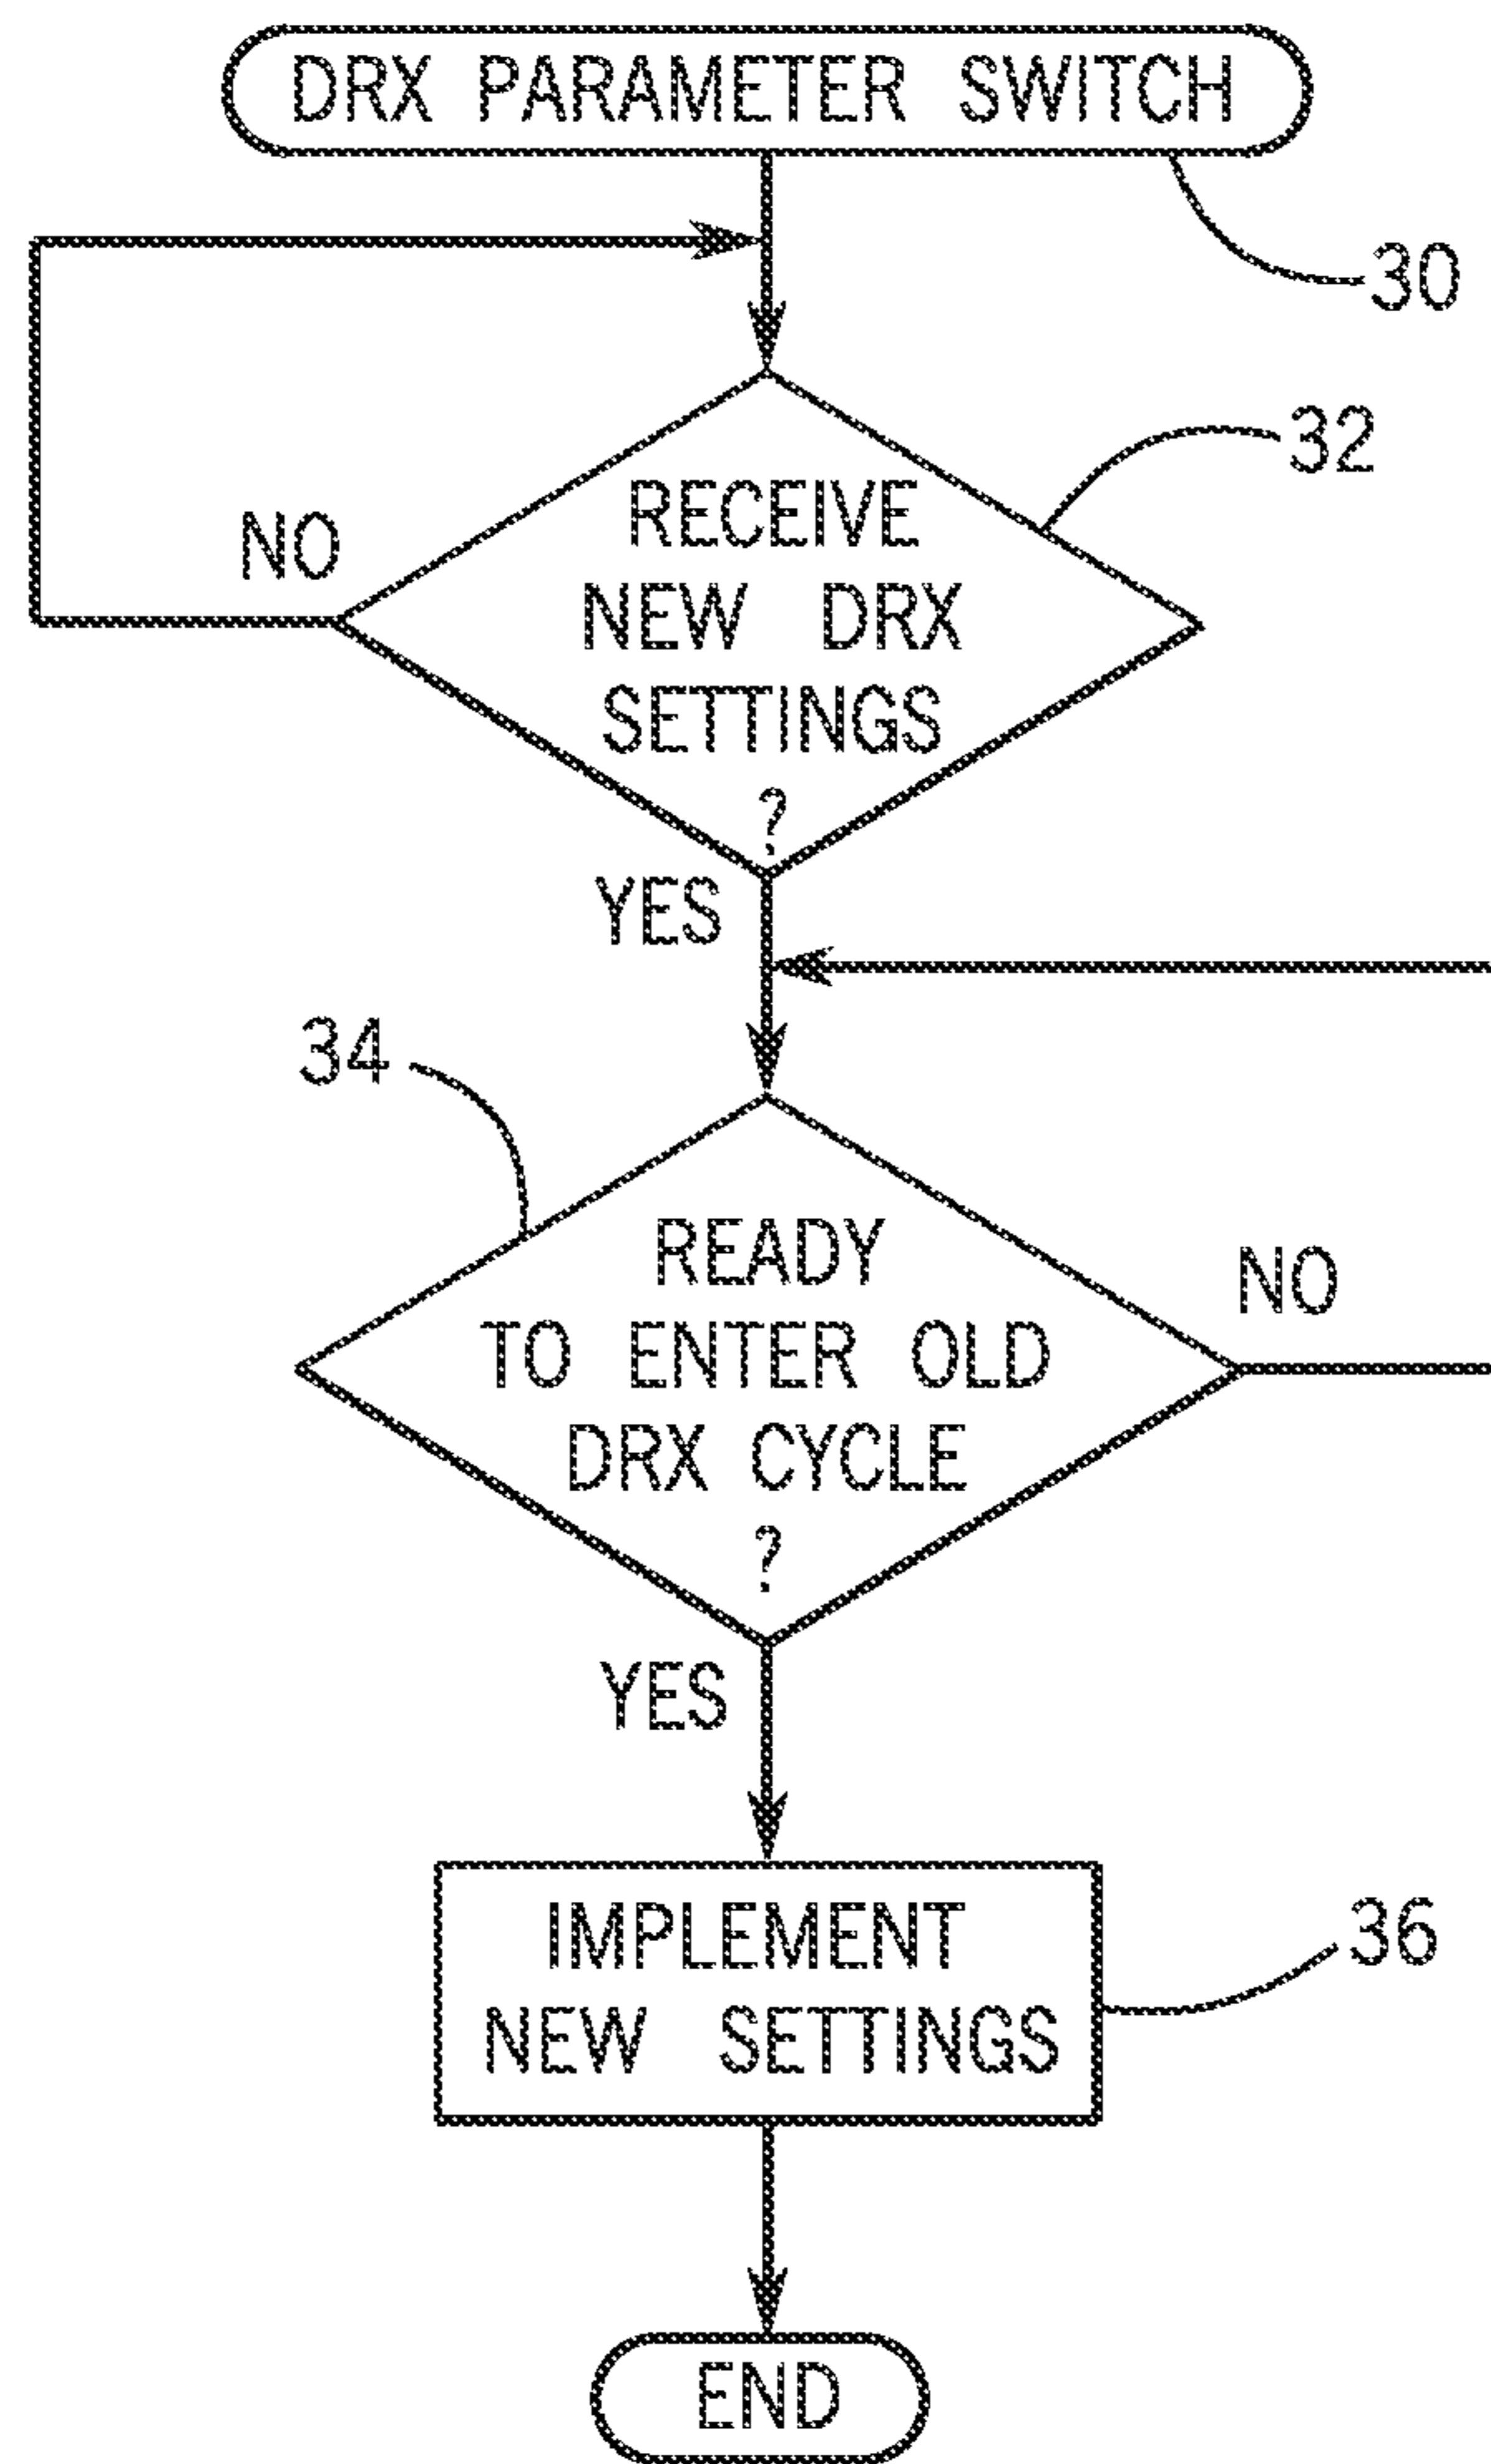 DRX PARAMETER SWITCH
30
32
RECEIVE
NO
NEW DRX
SETTINGS
?
YES
34
READY
NO
TO ENTER OLD
DRX CYCLE
?
YES
IMPLEMENT
36
NEW SETTINGS
END